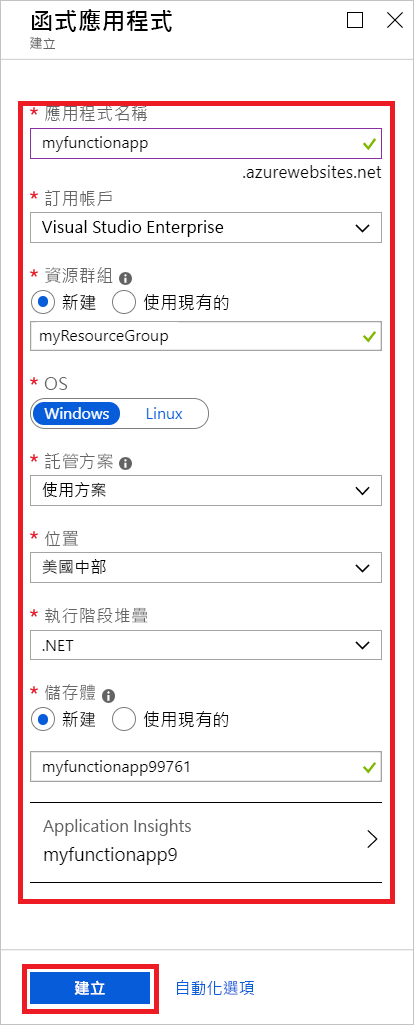 函式應用程式
建立
* 應用程式名稱
myfunctionapp
.azurewebsites.net
* 訂用帳戶
Visual Studio Enterprise
* 資源群組
新建 使用現有的
myResourceGroup
* OS
Windows Linux
* 託管方案
使用方案
* 位置
美國中部
* 執行階段堆疊
.NET
* 儲存體
新建 使用現有的
myfunctionapp99761
Application Insights
myfunctionapp9
建立 自動化選項